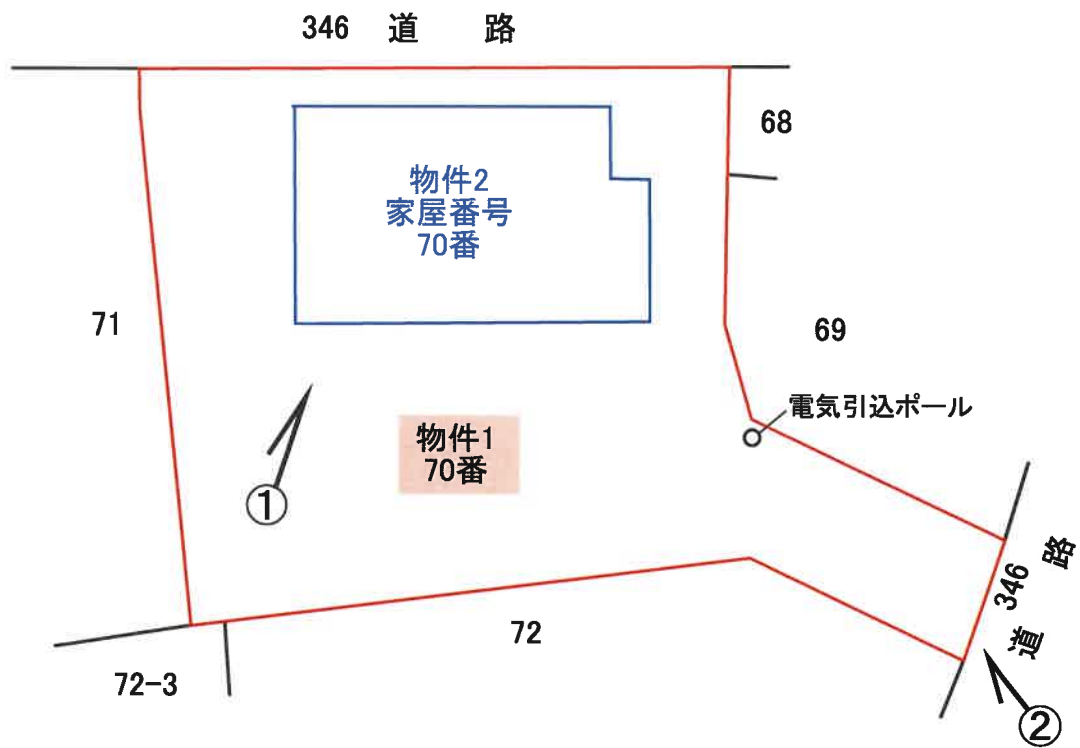 346 道 路
68
物件2
家屋番号
70番
71
69
電気引込ポール
物件1
70番
①
346 道 路
72
72-3
②